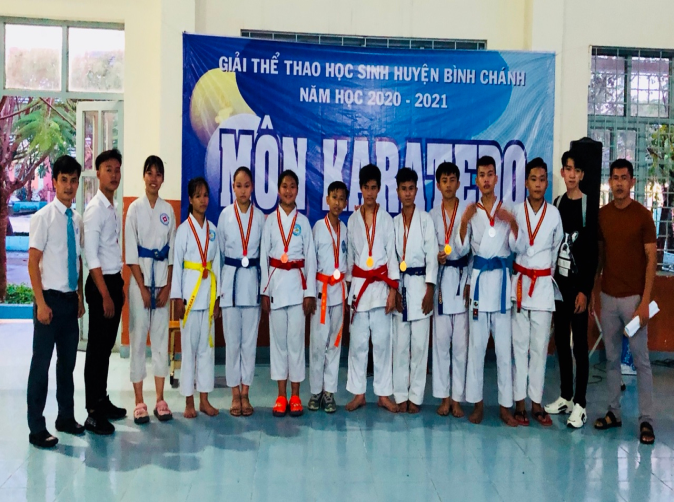 GIẢI THỂ THAO HỌC SINH HUYỆN BÌNH CHÁNH
NĂM HỌC 2020 - 2021
MÔN KARATEDO